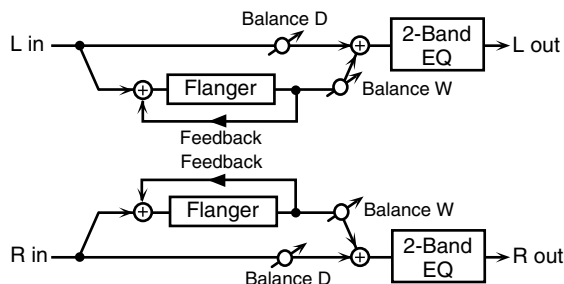 Balance D
L in
2-Band
EQ
L out
Flanger
Balance W
Feedback
Feedback
Flanger
Balance W
R in
2-Band
EQ
R out
Balance D